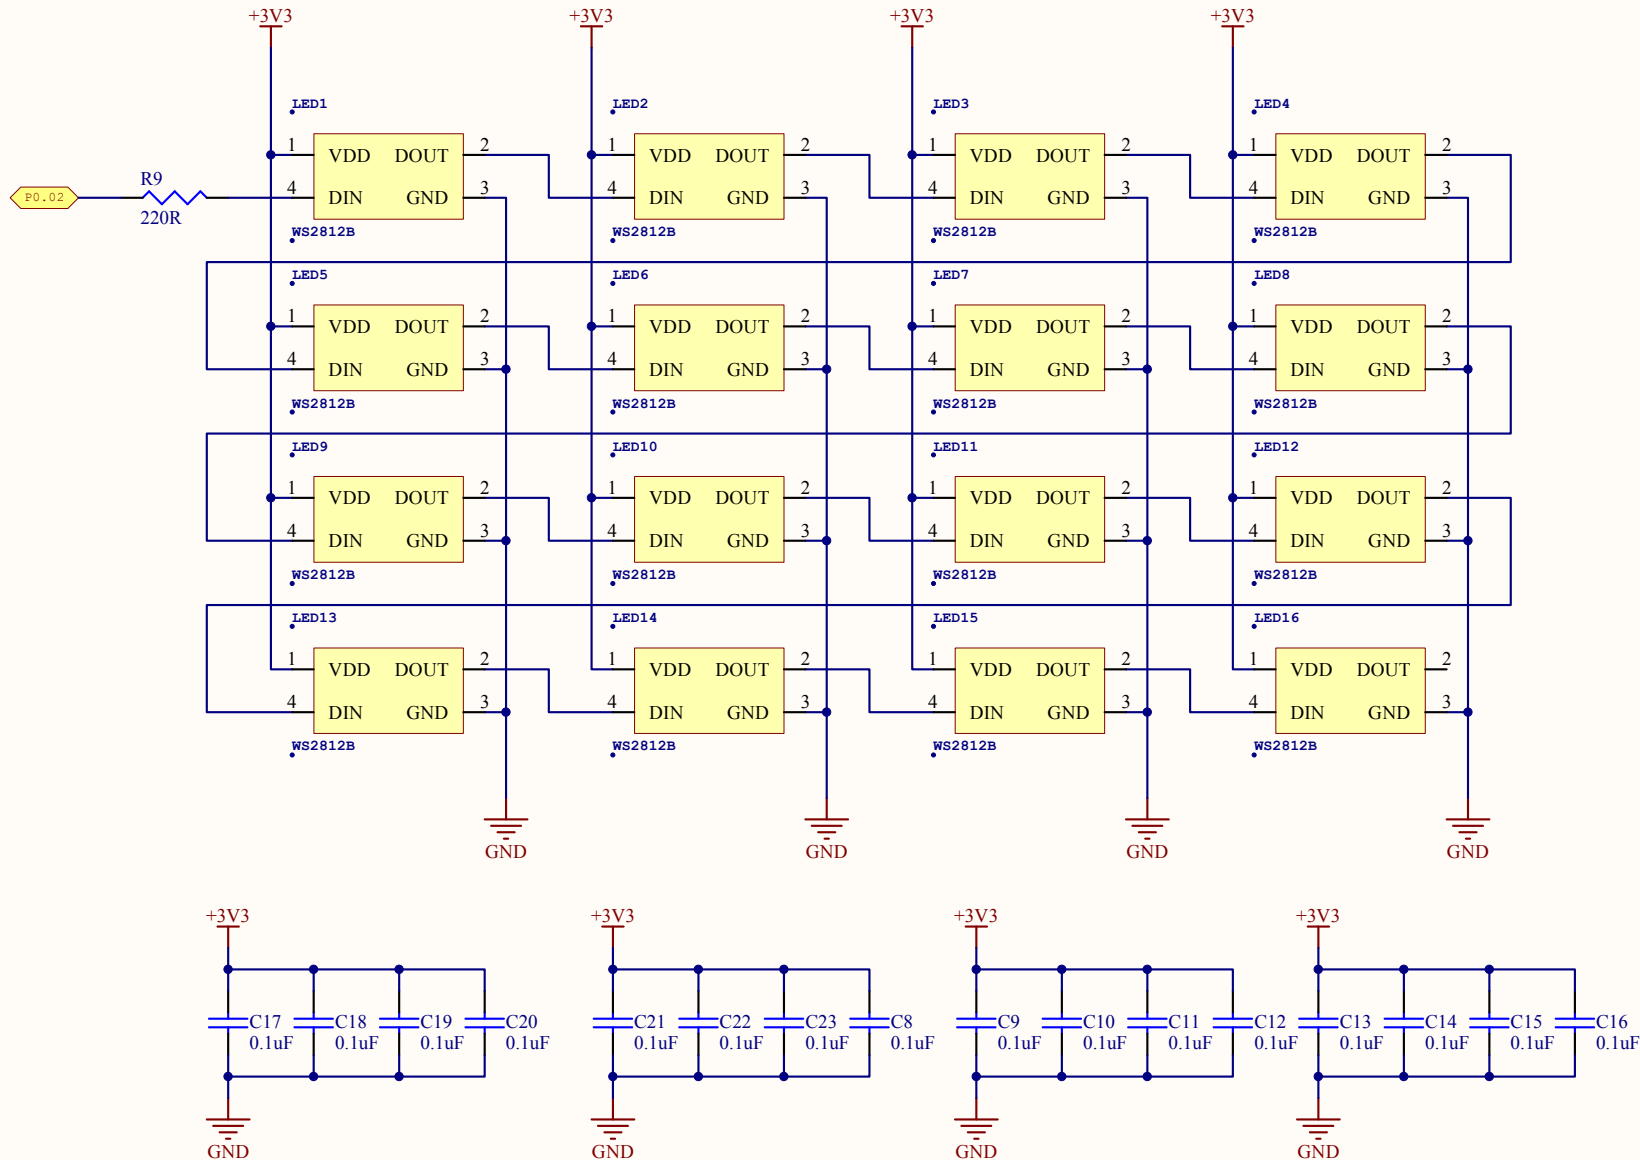 +3V3 +3V3 +3V3 +3V3
LED1 LED2 LED3 LED4
1 VDD DOUT 2 1 VDD DOUT 2 1 VDD DOUT 2 1 VDD DOUT 2
R9
P0.02 4 DIN GND 3 4 DIN GND 3 4 DIN GND 3 4 DIN GND 3
220R
WS2812B WS2812B WS2812B WS2812B
LED5 LED6 LED7 LED8
1 VDD DOUT 2 1 VDD DOUT 2 1 VDD DOUT 2 1 VDD DOUT 2
4 DIN GND 3 4 DIN GND 3 4 DIN GND 3 4 DIN GND 3
WS2812B WS2812B WS2812B WS2812B
LED9 LED10 LED11 LED12
1 VDD DOUT 2 1 VDD DOUT 2 1 VDD DOUT 2 1 VDD DOUT 2
4 DIN GND 3 4 DIN GND 3 4 DIN GND 3 4 DIN GND 3
WS2812B WS2812B WS2812B WS2812B
LED13 LED14 LED15 LED16
1 VDD DOUT 2 1 VDD DOUT 2 1 VDD DOUT 2 1 VDD DOUT 2
4 DIN GND 3 4 DIN GND 3 4 DIN GND 3 4 DIN GND 3
WS2812B WS2812B WS2812B WS2812B
GND GND GND GND
+3V3 +3V3 +3V3 +3V3
C17 C18 C19 C20 C21 C22 C23 C8 C9 C10 C11 C12 C13 C14 C15 C16
0.1uF 0.1uF 0.1uF 0.1uF 0.1uF 0.1uF 0.1uF 0.1uF 0.1uF 0.1uF 0.1uF 0.1uF 0.1uF 0.1uF 0.1uF 0.1uF
GND GND GND GND